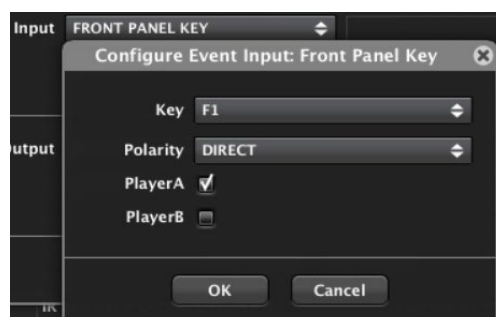 Input FRONT PANEL KEY
Configure Event Input: Front Panel Key
Key F1
utput Polarity DIRECT
PlayerA
PlayerB
OK Cancel